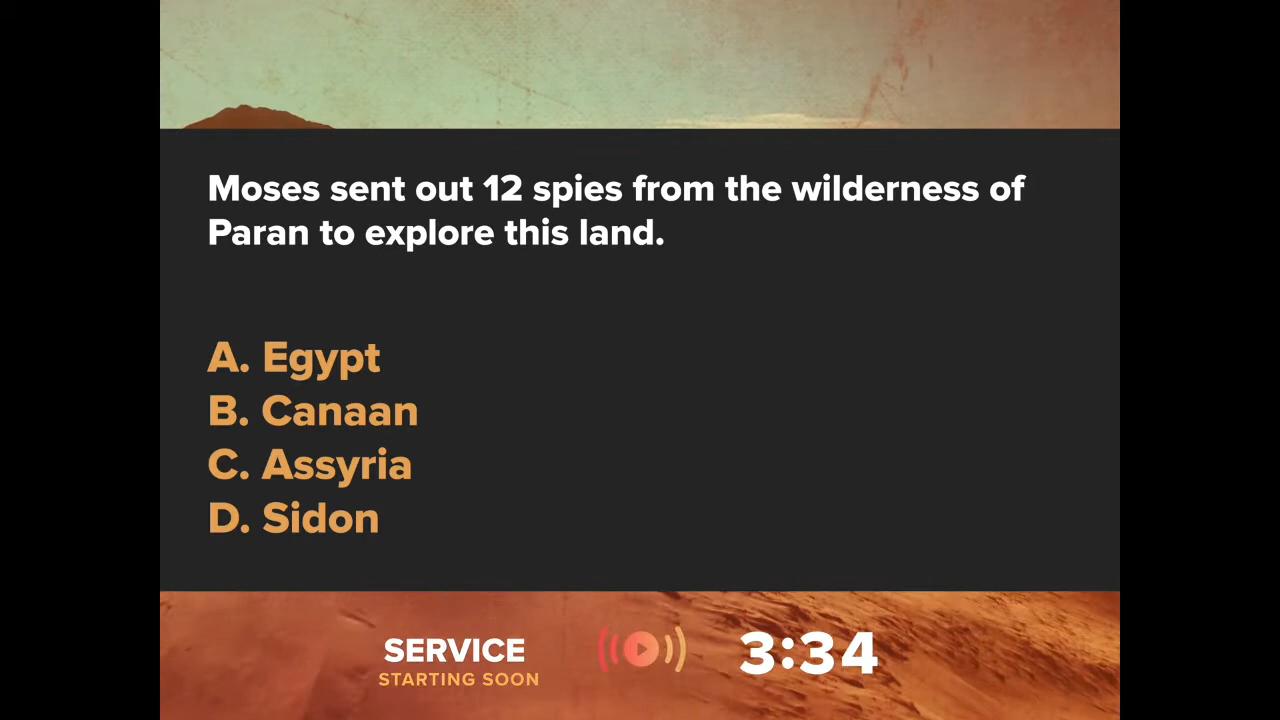 Moses sent out 12 spies from the wilderness of
Paran to explore this land.
A. Egypt
B. Canaan
C. Assyria
D. Sidon
SERVICE
STARTING SOON
3:34